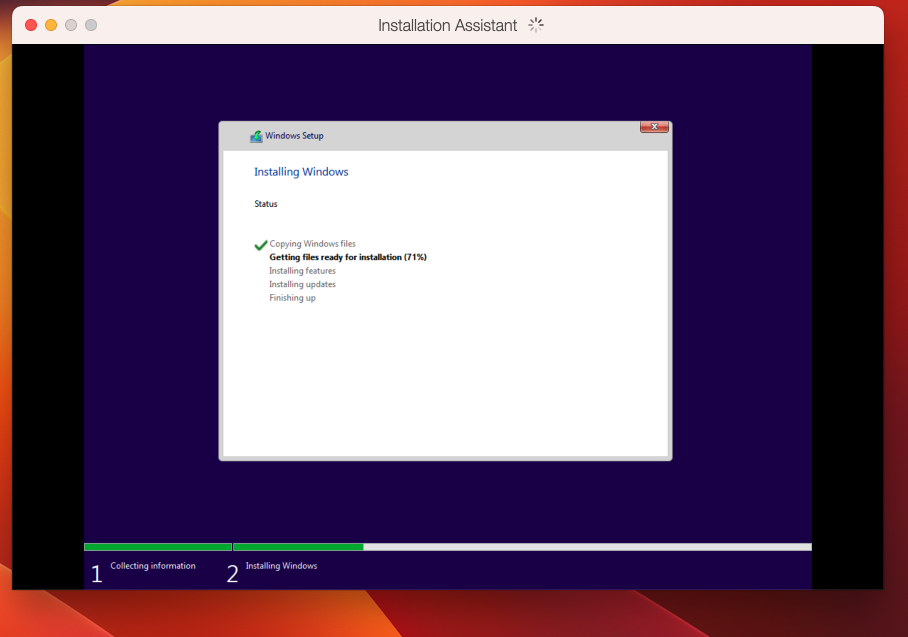 Installation Assistant
Windows Setup
Installing Windows
Status
Copying Windows files
Getting files ready for installation (71%)
Installing features
Installing updates
Finishing up
1 Collecting information
2 Installing Windows